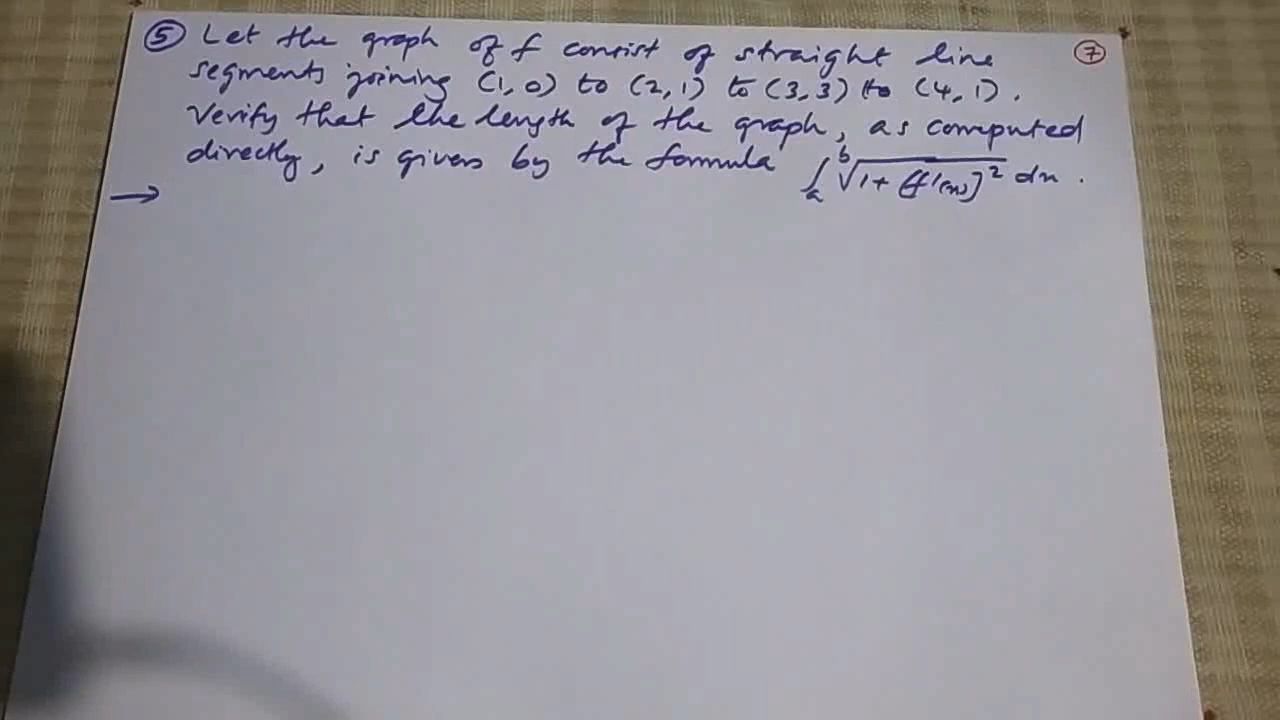 ⑤ Let the graph of f consist of straight line ⑦
segments joining (1,0) to (2,1) to (3,3) to (4,1).
Verify that the length of the graph, as computed
directly, is given by the formula ∫ₐᵇ √(1+[f'(x)]²) dx.
→